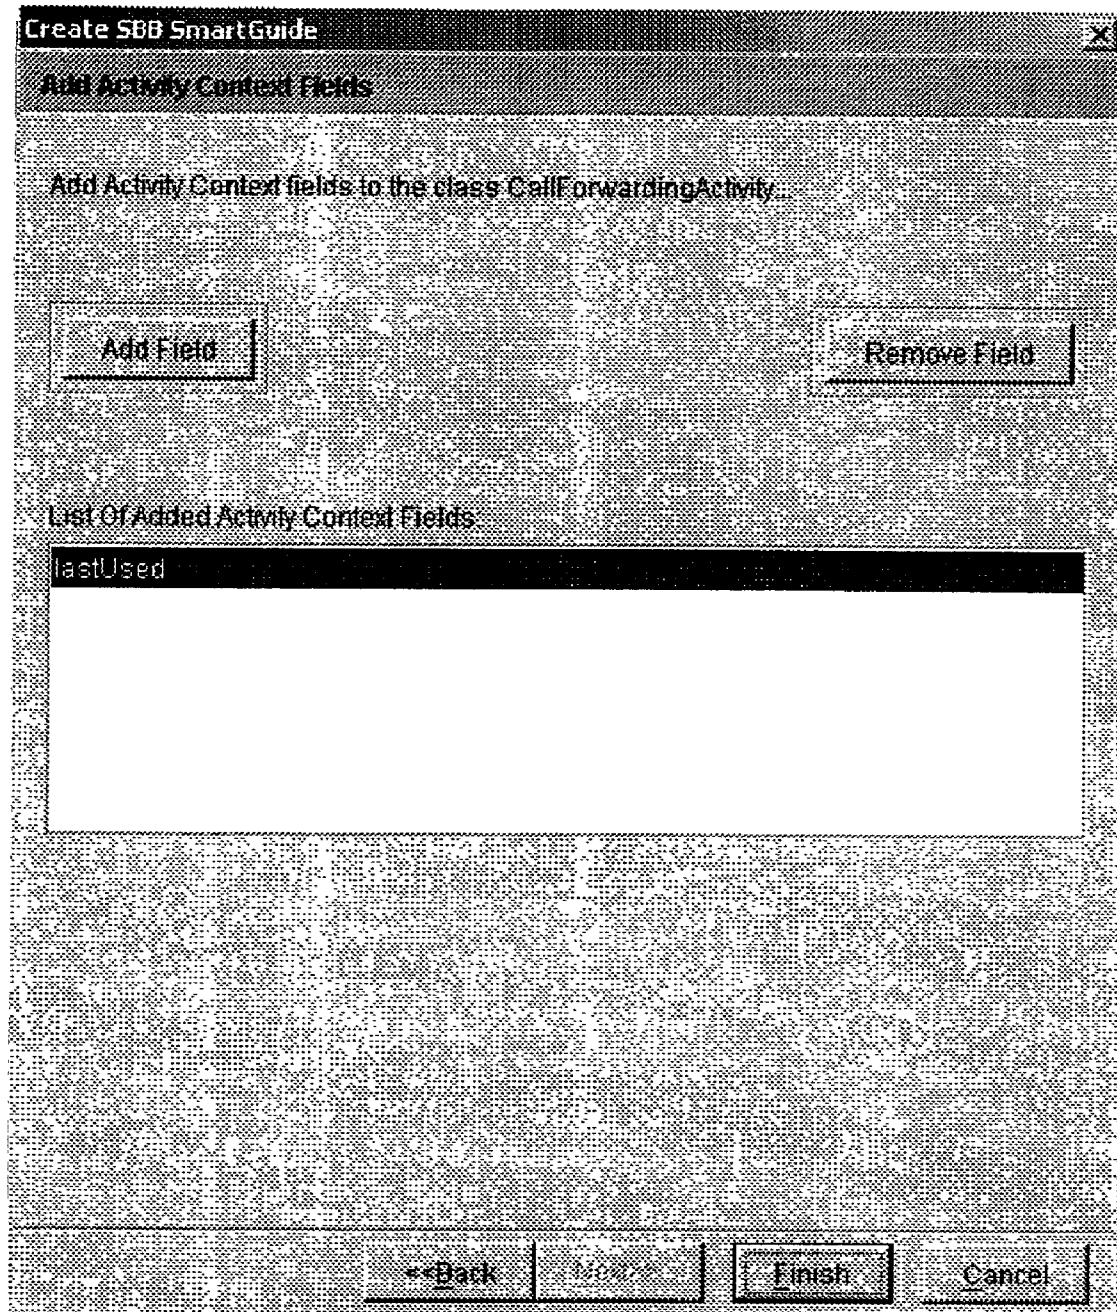 Create SBB SmartGuide
Add Activity Context Fields
Add Activity Context fields to the class CallForwardingActivity...
Add Field
Remove Field
List Of Added Activity Context Fields:
lastUsed
<<Back
Next>>
Finish
Cancel